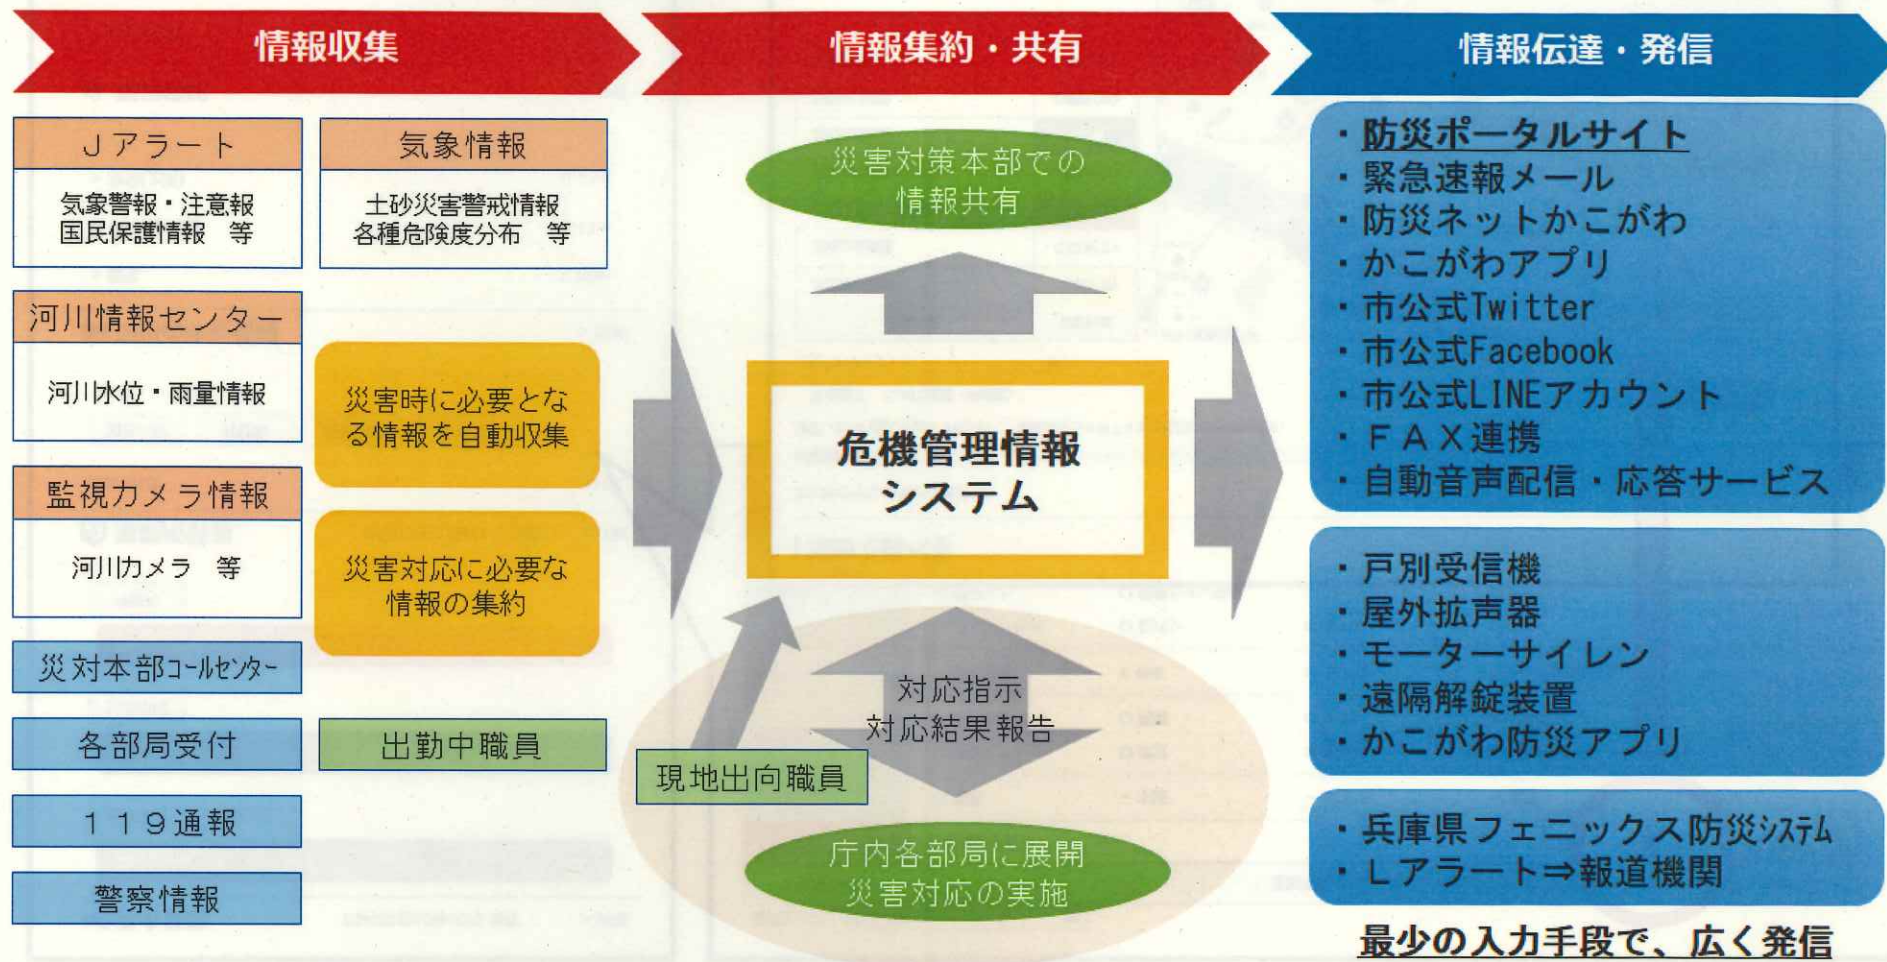 情報収集
情報集約・共有
情報伝達・発信
Jアラート
気象警報・注意報
国民保護情報 等
気象情報
土砂災害警戒情報
各種危険度分布 等
河川情報センター
河川水位・雨量情報
監視カメラ情報
河川カメラ 等
災害時に必要とな
る情報を自動収集
災害対応に必要な
情報の集約
災対本部コールセンター
各部局受付
出勤中職員
119通報
警察情報
災害対策本部での
情報共有
危機管理情報
システム
対応指示
対応結果報告
現地出向職員
庁内各部局に展開
災害対応の実施
・防災ポータルサイト
・緊急速報メール
・防災ネットかこがわ
・かこがわアプリ
・市公式Twitter
・市公式Facebook
・市公式LINEアカウント
・FAX連携
・自動音声配信・応答サービス
・戸別受信機
・屋外拡声器
・モーターサイレン
・遠隔解錠装置
・かこがわ防災アプリ
・兵庫県フェニックス防災システム
・Lアラート⇒報道機関
最少の入力手段で、広く発信